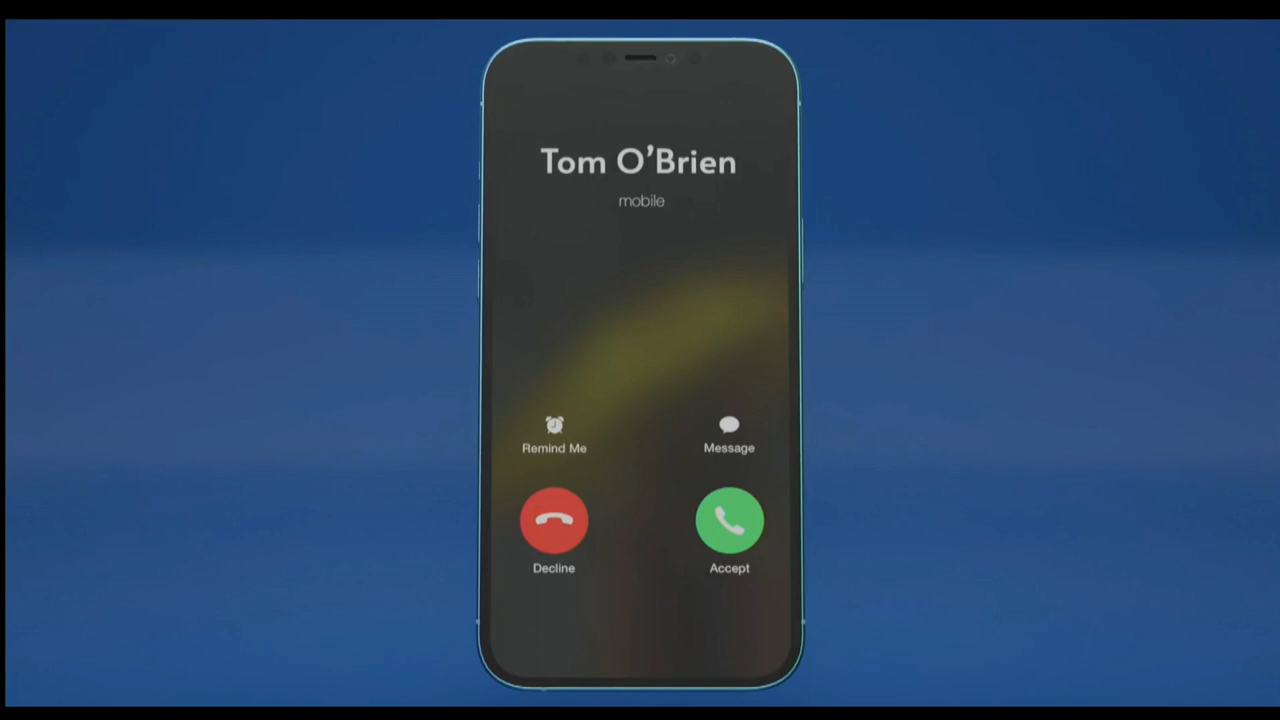 Tom O’Brien
mobile
Remind Me
Message
Decline
Accept